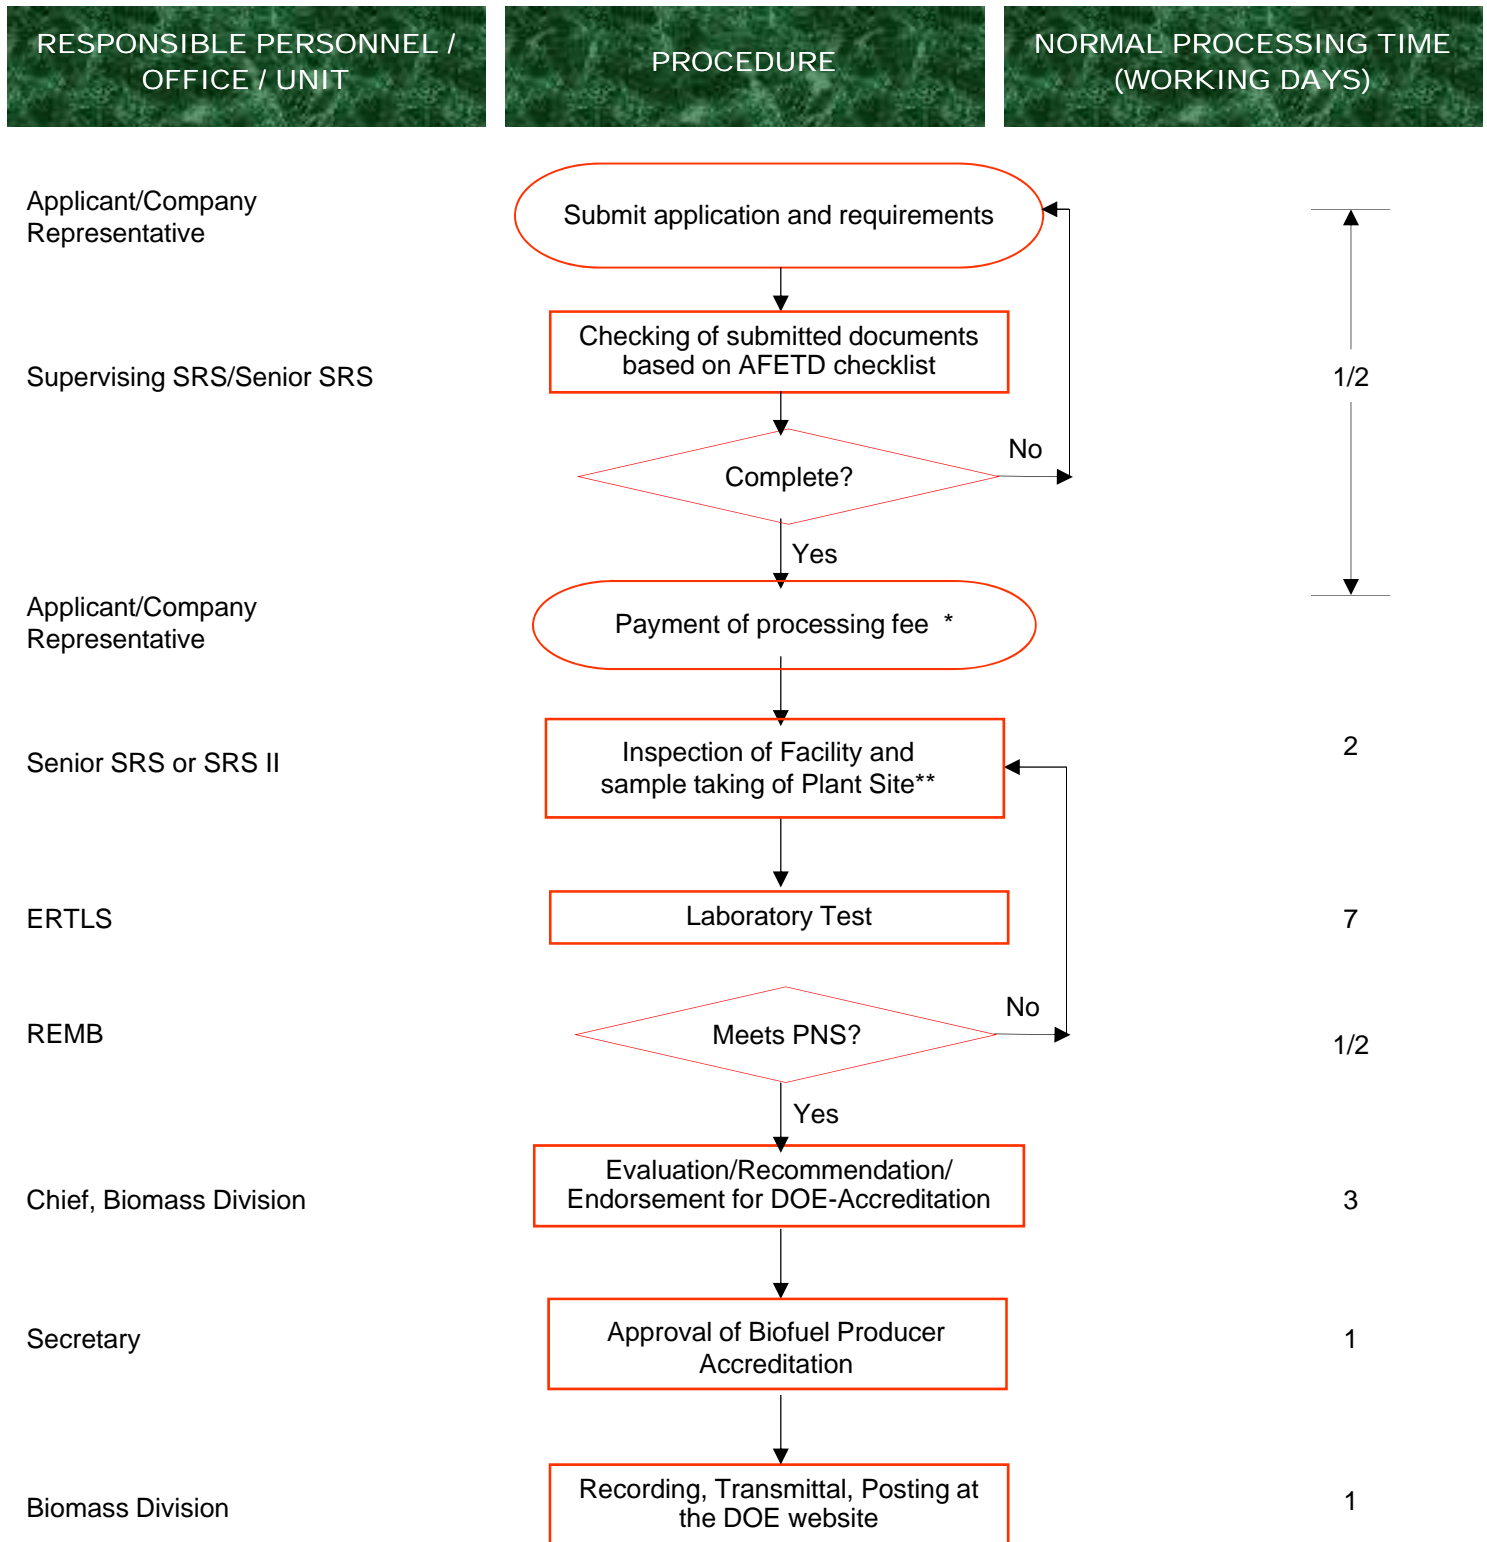 RESPONSIBLE PERSONNEL /
OFFICE / UNIT
PROCEDURE
NORMAL PROCESSING TIME
(WORKING DAYS)
Applicant/Company
Representative
Submit application and requirements
Checking of submitted documents
based on AFETD checklist
Supervising SRS/Senior SRS
1/2
No
Complete?
Yes
Applicant/Company
Representative
Payment of processing fee *
Senior SRS or SRS II
Inspection of Facility and
sample taking of Plant Site**
2
ERTLS
Laboratory Test
7
No
REMB
Meets PNS?
1/2
Yes
Chief, Biomass Division
Evaluation/Recommendation/
Endorsement for DOE-Accreditation
3
Secretary
Approval of Biofuel Producer
Accreditation
1
Biomass Division
Recording, Transmittal, Posting at
the DOE website
1